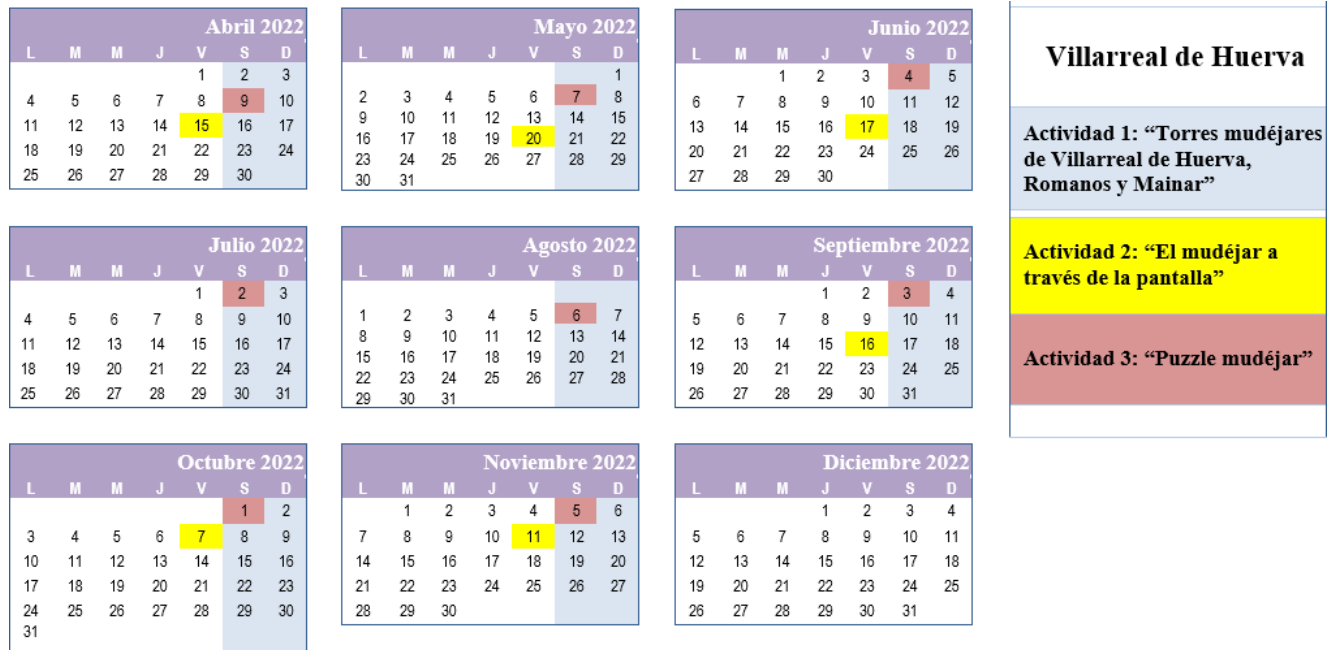 Abril 2022
L M M J V S D
1 2 3
4 5 6 7 8 9 10
11 12 13 14 15 16 17
18 19 20 21 22 23 24
25 26 27 28 29 30
Mayo 2022
L M M J V S D
1
2 3 4 5 6 7 8
9 10 11 12 13 14 15
16 17 18 19 20 21 22
23 24 25 26 27 28 29
30 31
Junio 2022
L M M J V S D
1 2 3 4 5
6 7 8 9 10 11 12
13 14 15 16 17 18 19
20 21 22 23 24 25 26
27 28 29 30
Julio 2022
L M M J V S D
1 2 3
4 5 6 7 8 9 10
11 12 13 14 15 16 17
18 19 20 21 22 23 24
25 26 27 28 29 30 31
Agosto 2022
L M M J V S D
1 2 3 4 5 6 7
8 9 10 11 12 13 14
15 16 17 18 19 20 21
22 23 24 25 26 27 28
29 30 31
Septiembre 2022
L M M J V S D
1 2 3 4
5 6 7 8 9 10 11
12 13 14 15 16 17 18
19 20 21 22 23 24 25
26 27 28 29 30 31
Octubre 2022
L M M J V S D
1 2
3 4 5 6 7 8 9
10 11 12 13 14 15 16
17 18 19 20 21 22 23
24 25 26 27 28 29 30
31
Noviembre 2022
L M M J V S D
1 2 3 4 5 6
7 8 9 10 11 12 13
14 15 16 17 18 19 20
21 22 23 24 25 26 27
28 29 30
Diciembre 2022
L M M J V S D
1 2 3 4
5 6 7 8 9 10 11
12 13 14 15 16 17 18
19 20 21 22 23 24 25
26 27 28 29 30 31
Villarreal de Huerva
Actividad 1: “Torres mudéjares
de Villarreal de Huerva,
Romanos y Mainar”
Actividad 2: “El mudéjar a
través de la pantalla”
Actividad 3: “Puzzle mudéjar”